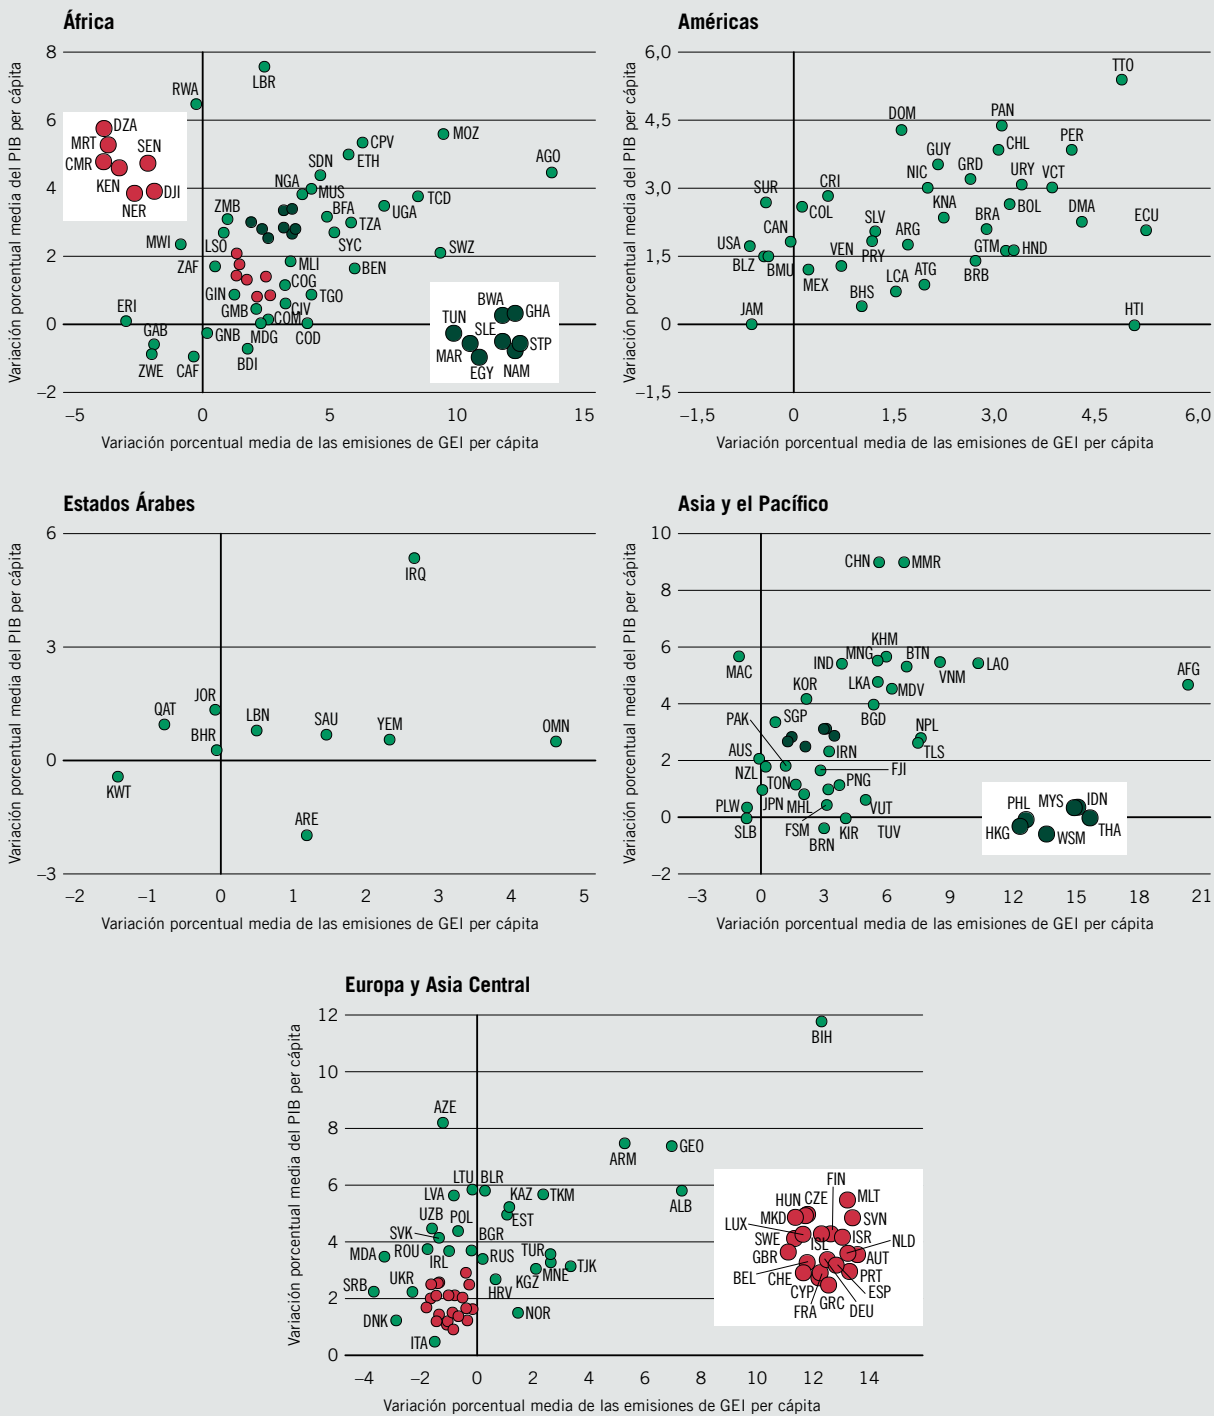 África
Variación porcentual media del PIB per cápita
8
6
4
2
0
−2
−5
0
5
10
15
Variación porcentual media de las emisiones de GEI per cápita
LBR
RWA
DZA
MRT
SEN
CMR
KEN
DJI
NER
CPV
MOZ
ETH
AGO
SDN
NGA
MUS
TCD
UGA
ZMB
BFA
TZA
LSO
SYC
MWI
SWZ
ZAF
MLI
BEN
COG
GIN
TGO
GMB
CIV
COM
ERI
GNB
MDG
COD
GAB
ZWE
CAF
BDI
BWA
GHA
TUN
SLE
MAR
STP
EGY
NAM
Américas
Variación porcentual media del PIB per cápita
6,0
4,5
3,0
1,5
0
−1,5
−1,5
0
1,5
3,0
4,5
6,0
Variación porcentual media de las emisiones de GEI per cápita
TTO
DOM
PAN
CHL
PER
GUY
GRD
NIC
URY
VCT
SUR
CRI
COL
KNA
BOL
DMA
CAN
SLV
ARG
BRA
ECU
USA
PRY
GTM
HND
BLZ
BMU
VEN
BRB
MEX
LCA
ATG
BHS
JAM
HTI
Estados Árabes
Variación porcentual media del PIB per cápita
6
3
0
−3
−2
−1
0
1
2
3
4
5
Variación porcentual media de las emisiones de GEI per cápita
IRQ
JOR
QAT
LBN
SAU
YEM
OMN
BHR
KWT
ARE
Asia y el Pacífico
Variación porcentual media del PIB per cápita
10
8
6
4
2
0
−2
−3
0
3
6
9
12
15
18
21
Variación porcentual media de las emisiones de GEI per cápita
CHN
MMR
KHM
MNG
BTN
MAC
IND
VNM
LAO
AFG
LKA
MDV
KOR
BGD
SGP
PAK
NPL
TLS
AUS
IRN
NZL
FJI
TON
PNG
PLW
JPN
MHL
VUT
SLB
FSM
KIR
TUV
BRN
PHL
MYS
IDN
HKG
WSM
THA
Europa y Asia Central
Variación porcentual media del PIB per cápita
12
10
8
6
4
2
0
−4
−2
0
2
4
6
8
10
12
14
Variación porcentual media de las emisiones de GEI per cápita
BIH
AZE
ARM
GEO
LTU
BLR
LVA
KAZ
TKM
ALB
UZB
POL
EST
SVK
BGR
MDA
ROU
IRL
RUS
TUR
TJK
KGZ
MNE
SRB
UKR
HRV
DNK
NOR
ITA
FIN
HUN
CZE
MLT
MKD
LUX
SVN
SWE
ISL
ISR
NLD
GBR
AUT
BEL
CHE
PRT
CYP
ESP
FRA
GRC
DEU